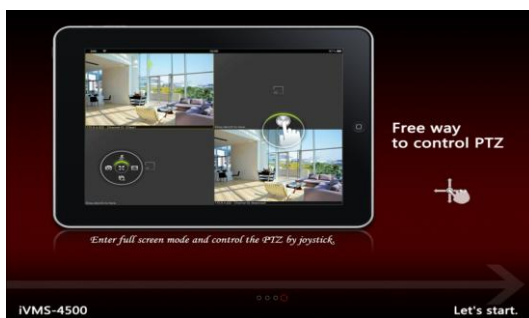 Free way
to control PTZ
Enter full screen mode and control the PTZ by joystick.
iVMS-4500
Let's start.